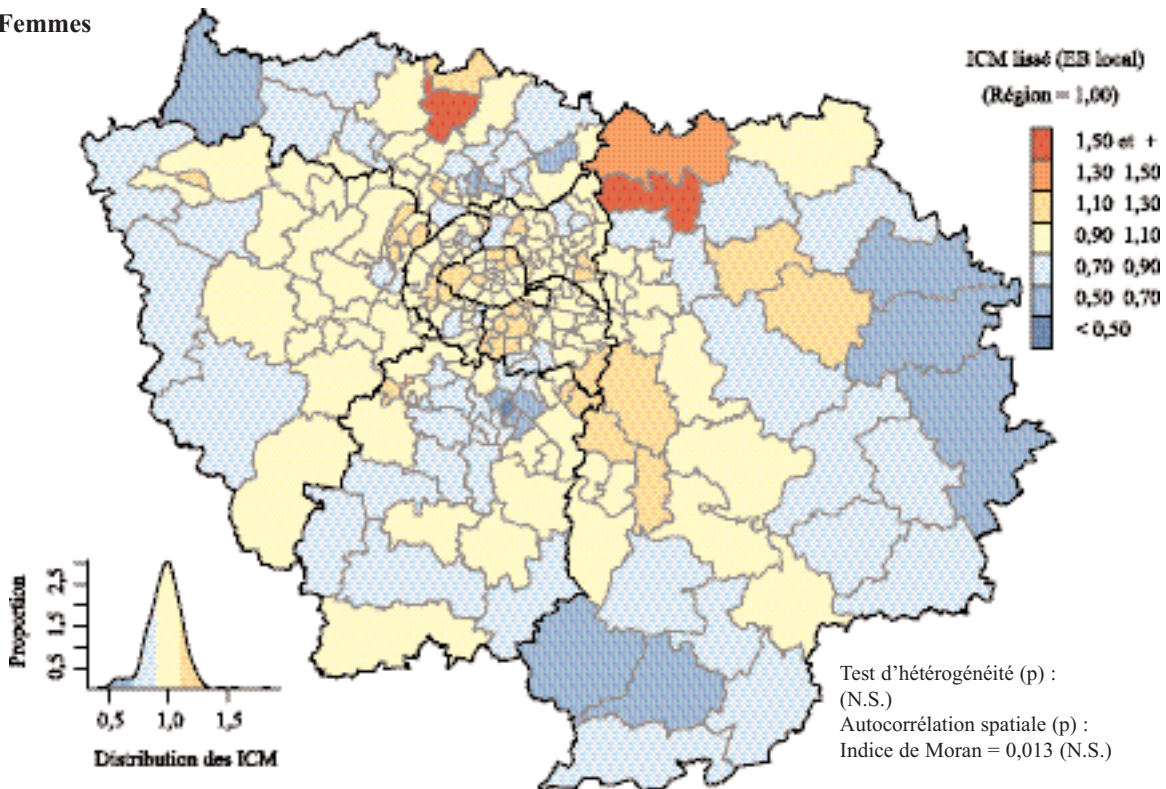 Femmes
ICM lissé (EB local)
(Région = 1,00)
1,50 et +
1,30 1,50
1,10 1,30
0,90 1,10
0,70 0,90
0,50 0,70
< 0,50
Proportion
2,5
1,5
0,5
0,5 1,0 1,5
Distribution des ICM
Test d'hétérogénéité (p) :
(N.S.)
Autocorrélation spatiale (p) :
Indice de Moran = 0,013 (N.S.)